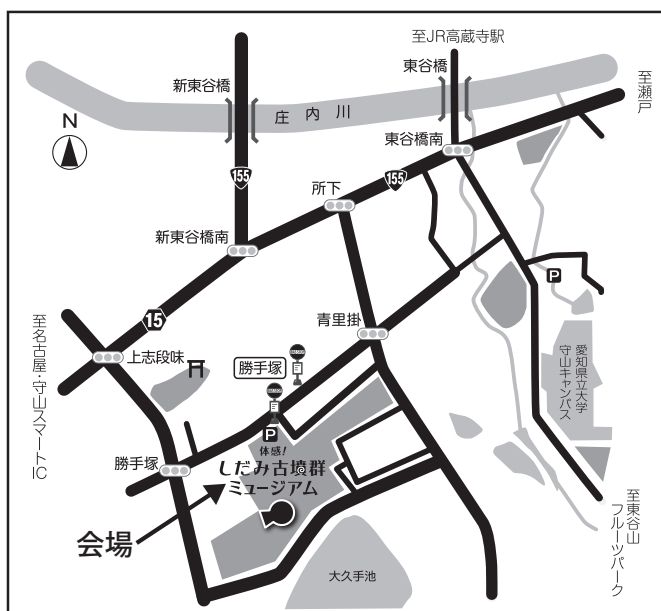 至JR高蔵寺駅
新東谷橋
東谷橋
至瀬戸
庄内川
N
東谷橋南
155
所下
155
新東谷橋南
15
青里掛
P
至名古屋・守山スマートIC
上志段味
勝手塚
愛知県立大学
守山キャンパス
P
体感!
しだみ古墳群
ミュージアム
勝手塚
会場
至東谷山
フルーツパーク
大久手池